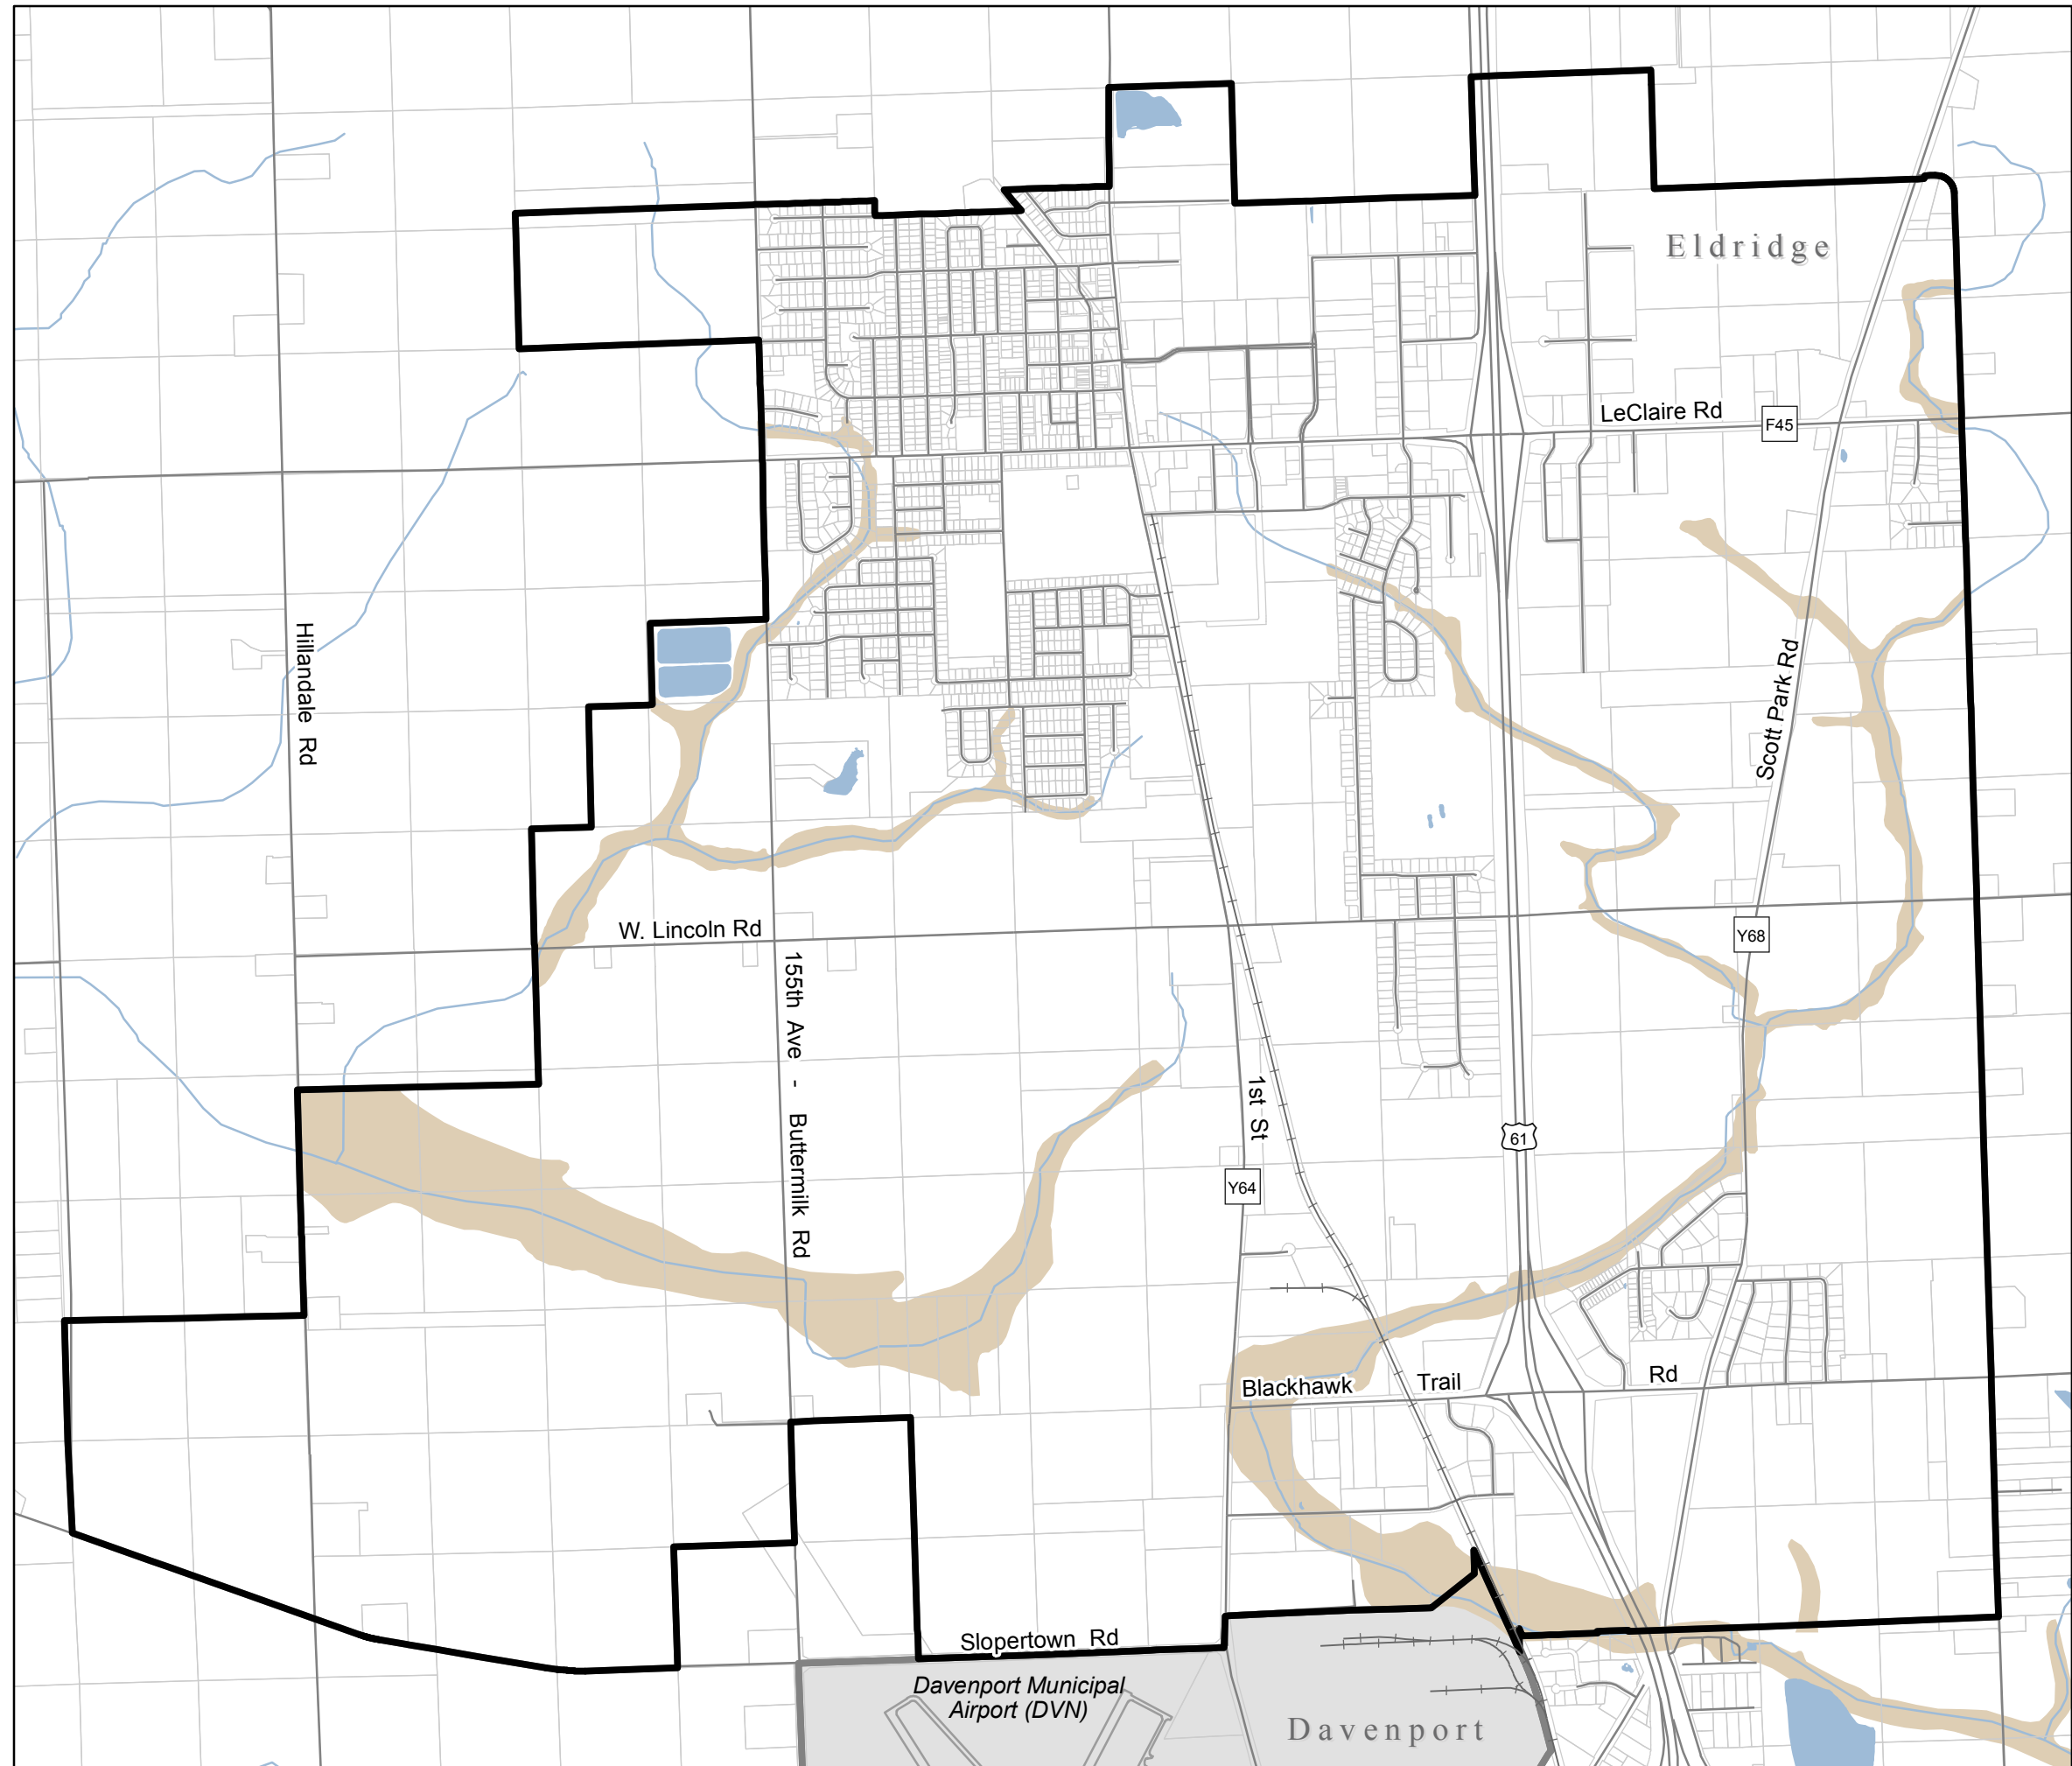 Eldridge
LeClaire Rd
F45
Hillandale Rd
Scott Park Rd
W. Lincoln Rd
Y68
155th Ave - Buttermilk Rd
1st St
61
Y64
Blackhawk Trail Rd
Slopertown Rd
Davenport Municipal
Airport (DVN)
Davenport